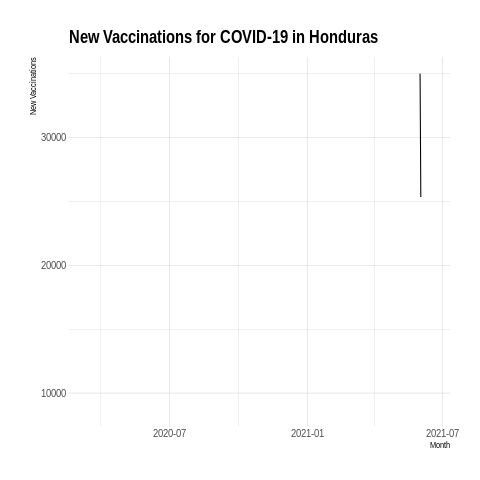 New Vaccinations for COVID-19 in Honduras
New Vaccinations
30000
20000
10000
2020-07
2021-01
2021-07
Month